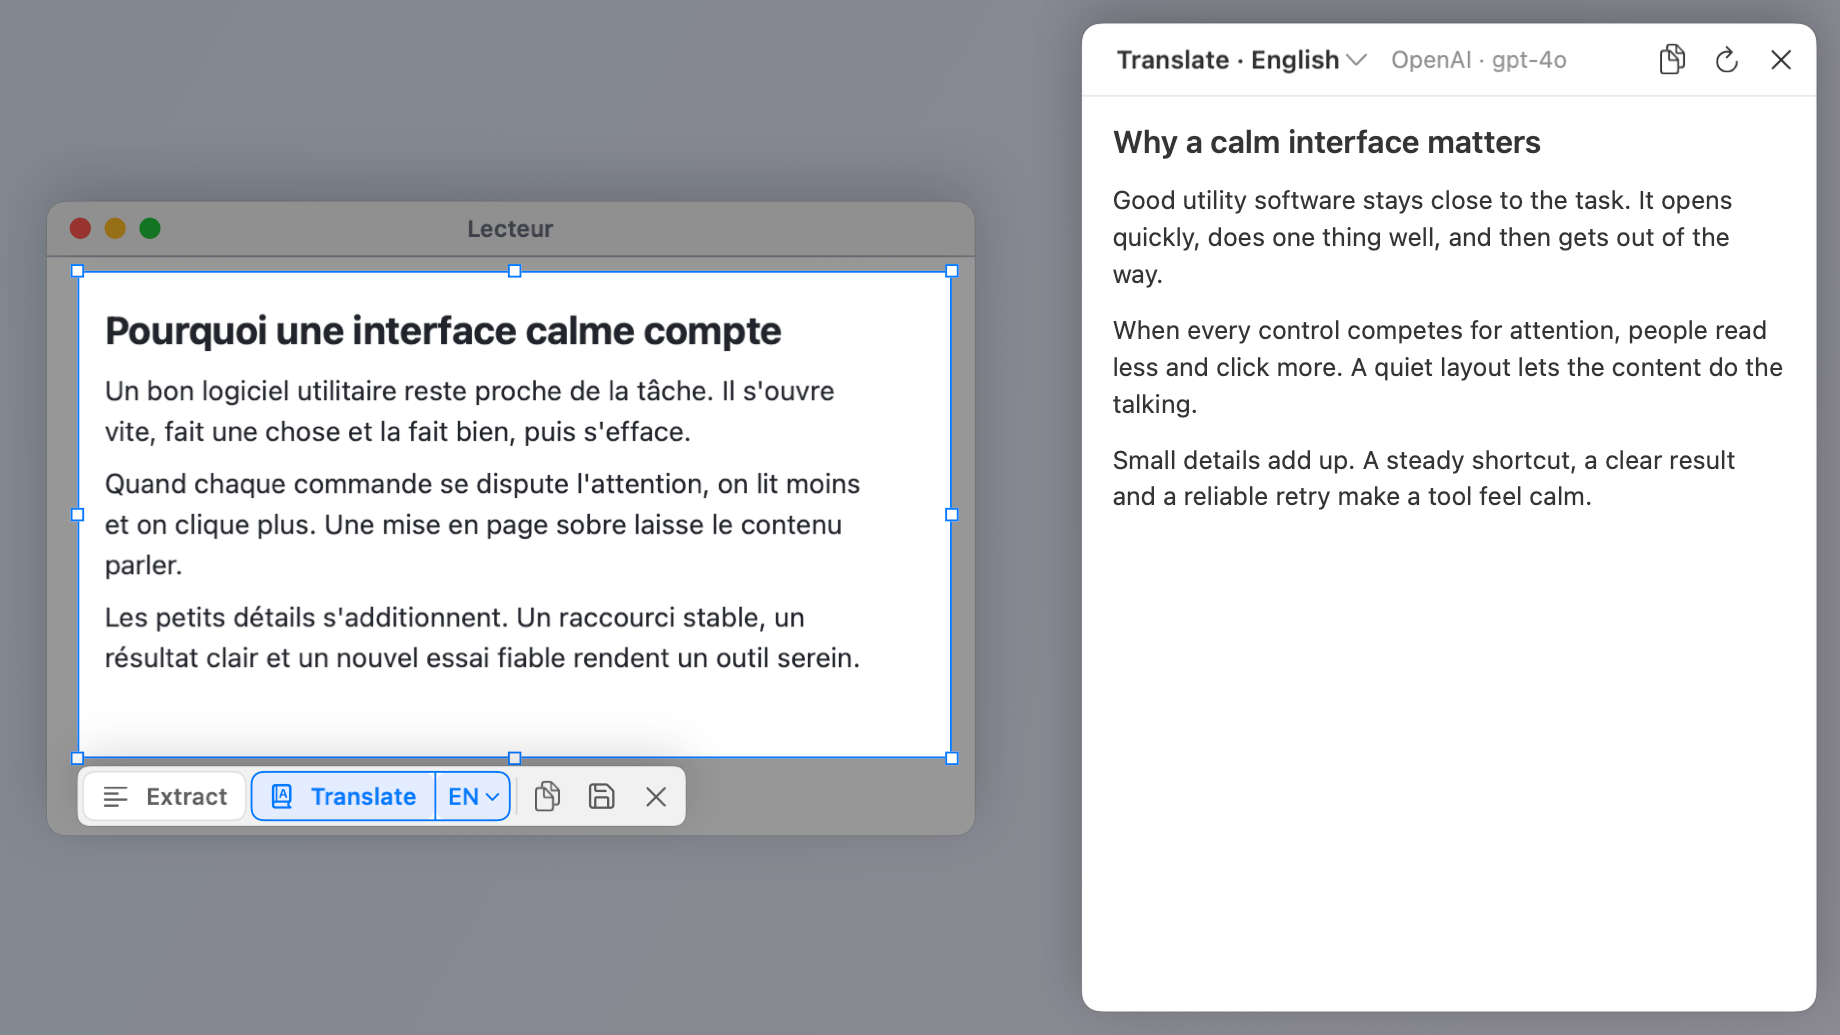 Lecteur
Pourquoi une interface calme compte
Un bon logiciel utilitaire reste proche de la tâche. Il s'ouvre
vite, fait une chose et la fait bien, puis s'efface.
Quand chaque commande se dispute l'attention, on lit moins
et on clique plus. Une mise en page sobre laisse le contenu
parler.
Les petits détails s'additionnent. Un raccourci stable, un
résultat clair et un nouvel essai fiable rendent un outil serein.
Extract Translate EN
Translate · English OpenAI · gpt-4o
Why a calm interface matters
Good utility software stays close to the task. It opens
quickly, does one thing well, and then gets out of the
way.
When every control competes for attention, people read
less and click more. A quiet layout lets the content do the
talking.
Small details add up. A steady shortcut, a clear result
and a reliable retry make a tool feel calm.